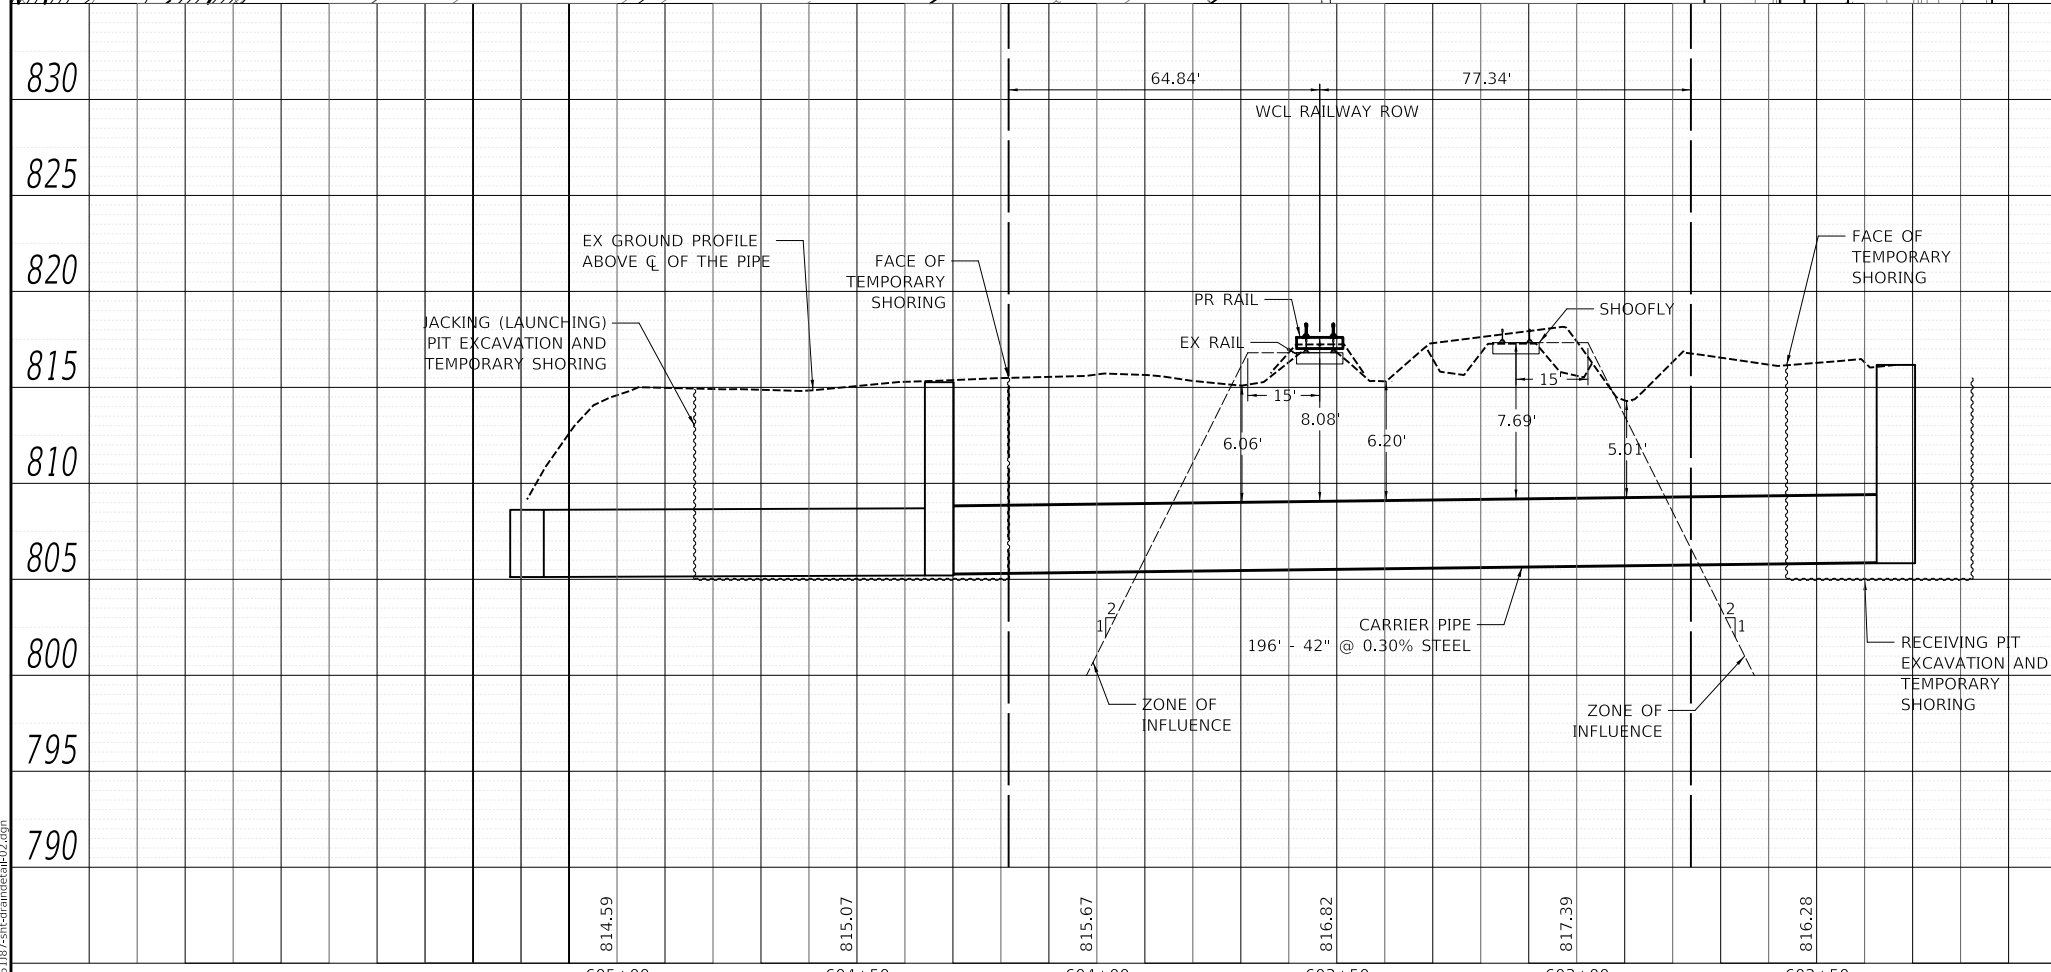 830
64.84'
77.34'
WCL RAILWAY ROW
825
820
EX GROUND PROFILE
ABOVE ℄ OF THE PIPE
FACE OF
TEMPORARY
SHORING
FACE OF
TEMPORARY
SHORING
PR RAIL
SHOOFLY
JACKING (LAUNCHING)
PIT EXCAVATION AND
TEMPORARY SHORING
EX RAIL
815
15'
15'
6.06'
8.08'
6.20'
7.69'
5.01'
810
805
2
1
2
1
CARRIER PIPE
196' - 42" @ 0.30% STEEL
800
RECEIVING PIT
EXCAVATION AND
TEMPORARY
SHORING
ZONE OF
INFLUENCE
ZONE OF
INFLUENCE
795
790
814.59
815.07
815.67
816.82
817.39
816.28